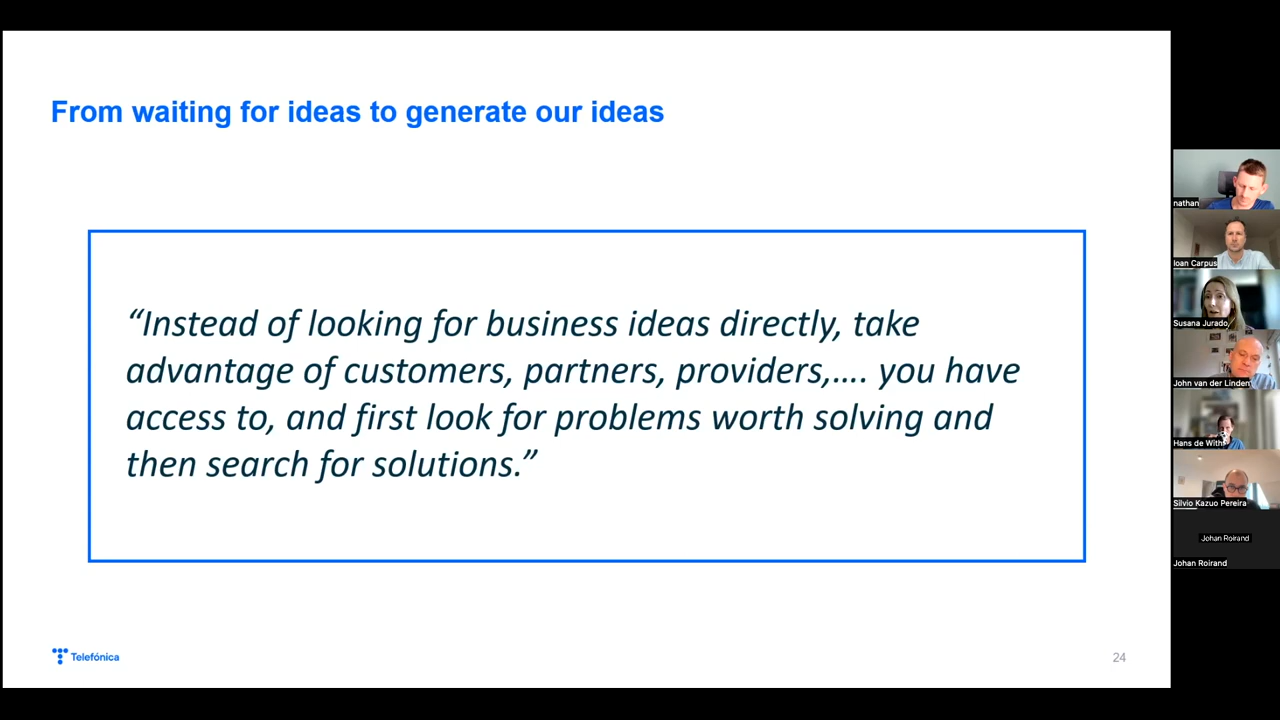 From waiting for ideas to generate our ideas
“Instead of looking for business ideas directly, take
advantage of customers, partners, providers,…. you have
access to, and first look for problems worth solving and
then search for solutions.”
Telefónica
24
nathan
Ioan Carpus
Susana Jurado,
John van der Linden
Hans de With
Silvio Kazuo Pereira
Johan Roirand
Johan Roirand